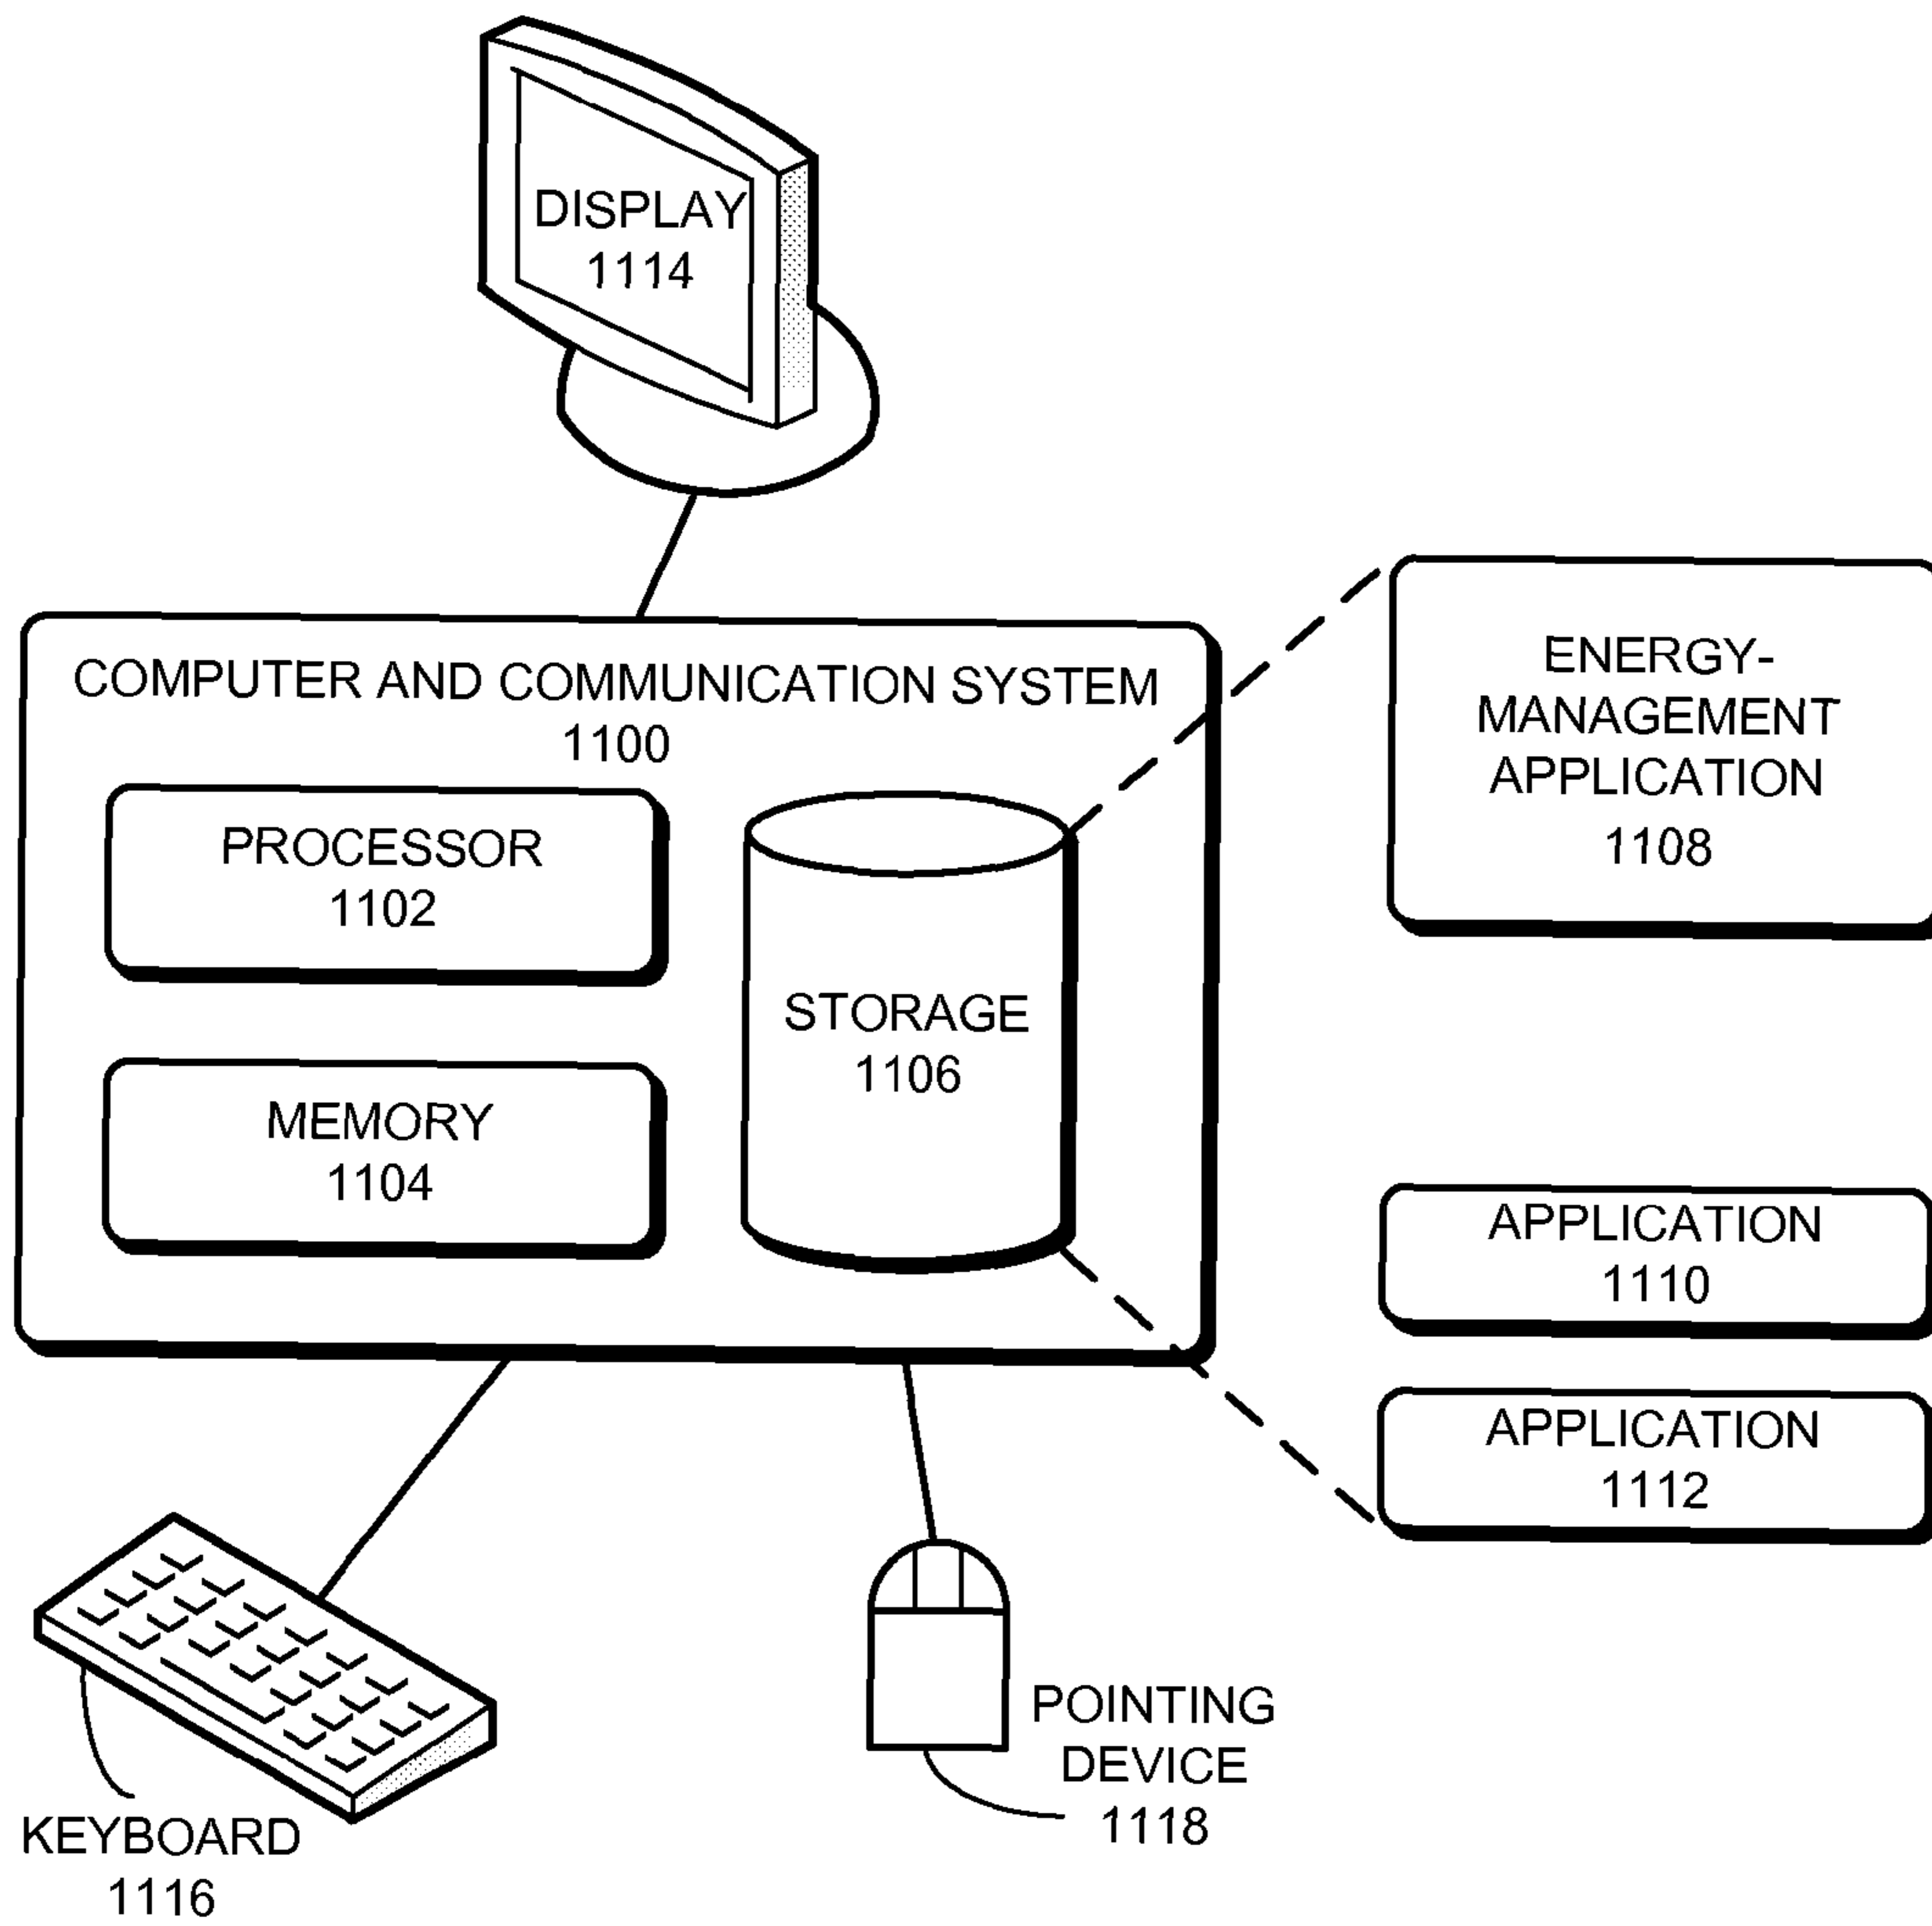 DISPLAY
1114
COMPUTER AND COMMUNICATION SYSTEM
1100
PROCESSOR
1102
MEMORY
1104
STORAGE
1106
ENERGY-
MANAGEMENT
APPLICATION
1108
APPLICATION
1110
APPLICATION
1112
KEYBOARD
1116
POINTING
DEVICE
1118